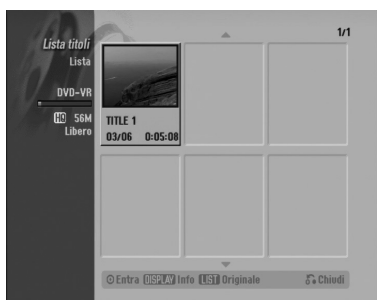 1/1
Lista titoli
Lista
DVD-VR
HQ 56M
Libero
TITLE 1
03/06 0:05:08
Entra DISPLAY Info LIST Originale Chiudi